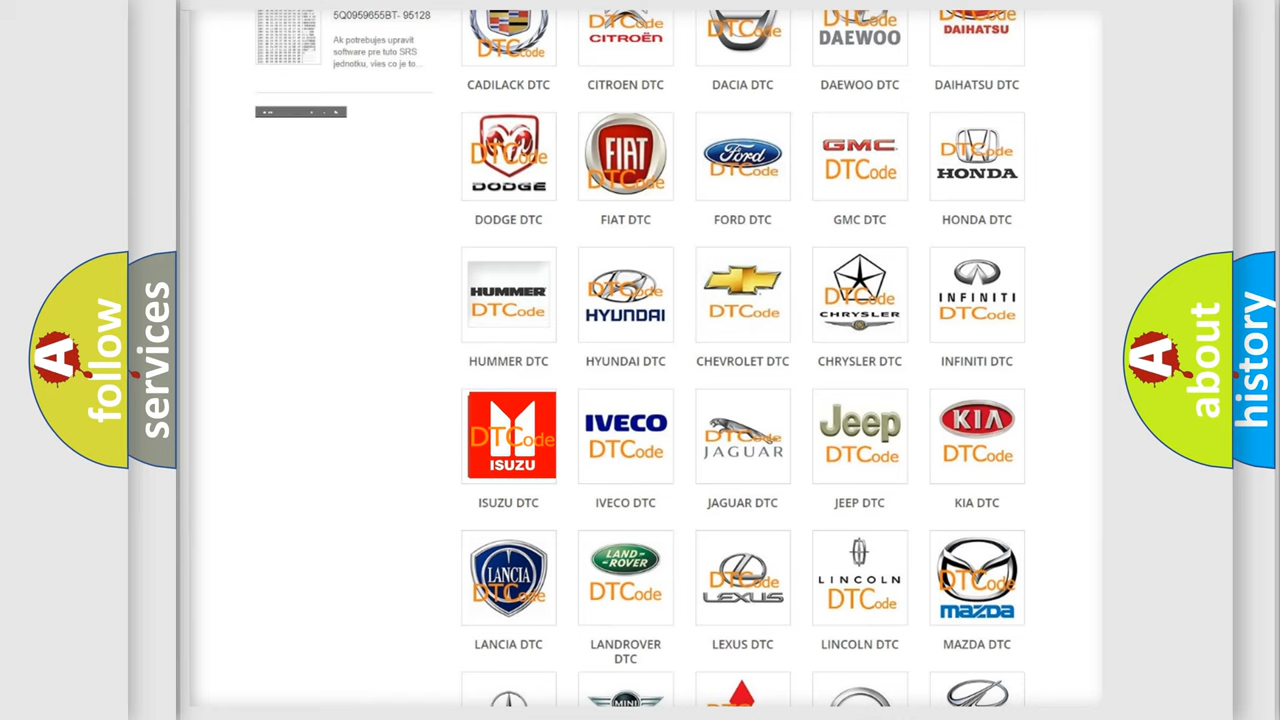 5Q0959655BT- 95128
Ak potrebujes upravit
software pre tuto SRS
jednotku, vies co je to...
DTCode
DTCode
CITROËN
DTCode
DAEWOO
DTCode
DAIHATSU
CADILACK DTC
CITROEN DTC
DACIA DTC
DAEWOO DTC
DAIHATSU DTC
DTCode
DODGE
FIAT
DTCode
Ford
DTCode
GMC
DTCode
DTCode
HONDA
DODGE DTC
FIAT DTC
FORD DTC
GMC DTC
HONDA DTC
HUMMER
DTCode
DTCode
HYUNDAI
DTCode
DTCode
CHRYSLER
INFINITI
DTCode
HUMMER DTC
HYUNDAI DTC
CHEVROLET DTC
CHRYSLER DTC
INFINITI DTC
DTCode
ISUZU
IVECO
DTCode
DTCode
JAGUAR
Jeep
DTCode
KIA
DTCode
ISUZU DTC
IVECO DTC
JAGUAR DTC
JEEP DTC
KIA DTC
LANCIA
DTCode
LAND-
ROVER
DTCode
DTCode
LEXUS
LINCOLN
DTCode
DTCode
mazda
LANCIA DTC
LANDROVER
DTC
LEXUS DTC
LINCOLN DTC
MAZDA DTC
MINI
A
follow
services
A
about
history